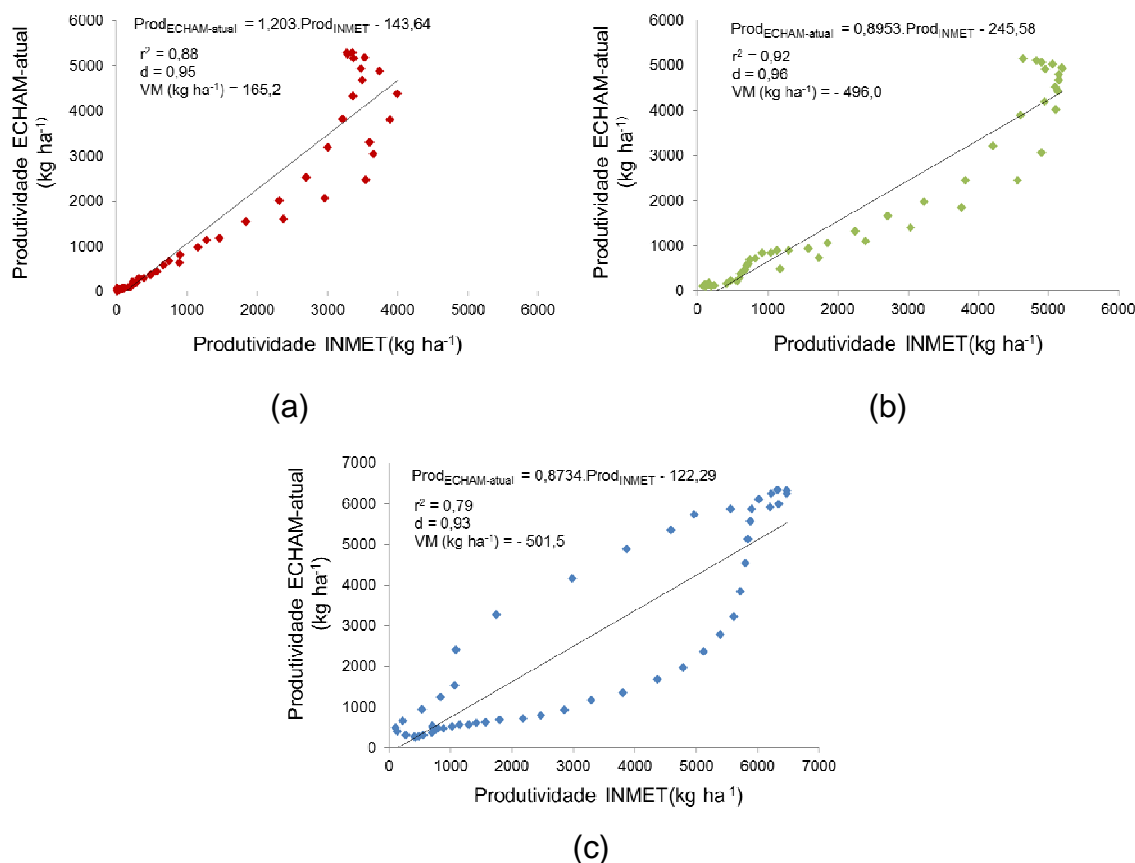 Prod_ECHAM-atual = 1,203.Prod_INMET - 143,64
r² = 0,88
d = 0,95
VM (kg ha⁻¹) = 165,2
Produtividade ECHAM-atual
(kg ha⁻¹)
6000
5000
4000
3000
2000
1000
0
0 1000 2000 3000 4000 5000 6000
Produtividade INMET(kg ha⁻¹)
(a)
Prod_ECHAM-atual = 0,8953.Prod_INMET - 245,58
r² = 0,92
d = 0,96
VM (kg ha⁻¹) = - 496,0
Produtividade ECHAM-atual
(kg ha⁻¹)
6000
5000
4000
3000
2000
1000
0
0 1000 2000 3000 4000 5000 6000
Produtividade INMET(kg ha⁻¹)
(b)
Prod_ECHAM-atual = 0,8734.Prod_INMET - 122,29
r² = 0,79
d = 0,93
VM (kg ha⁻¹) = - 501,5
Produtividade ECHAM-atual
(kg ha⁻¹)
7000
6000
5000
4000
3000
2000
1000
0
0 1000 2000 3000 4000 5000 6000 7000
Produtividade INMET(kg ha⁻¹)
(c)